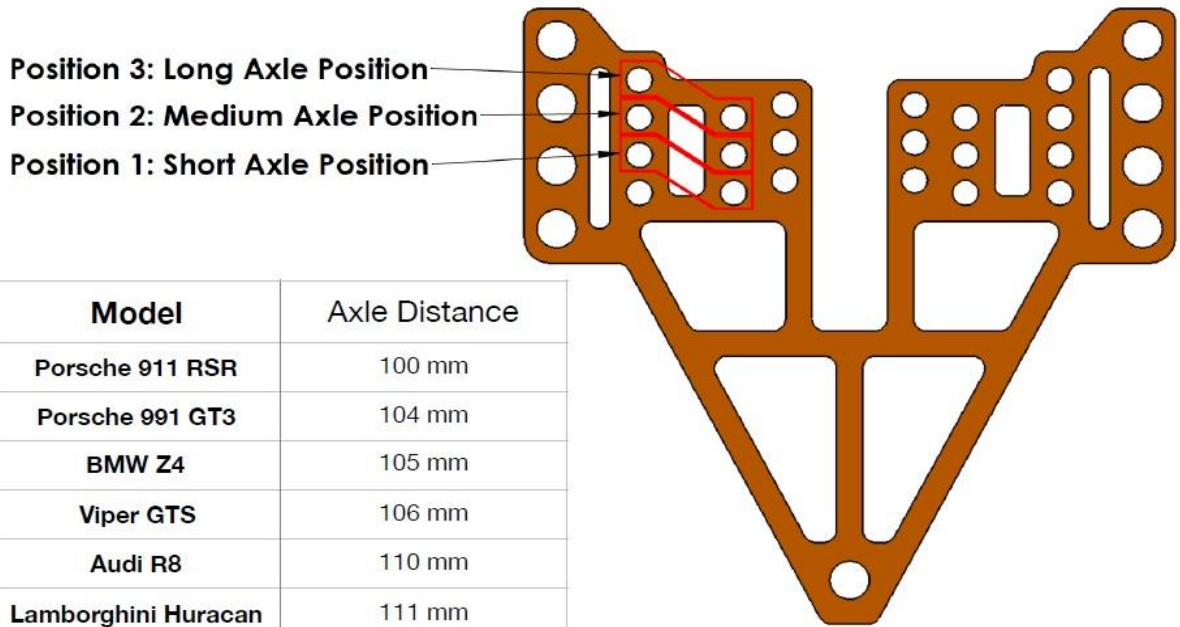 Position 3: Long Axle Position
Position 2: Medium Axle Position
Position 1: Short Axle Position
Model Axle Distance
Porsche 911 RSR 100 mm
Porsche 991 GT3 104 mm
BMW Z4 105 mm
Viper GTS 106 mm
Audi R8 110 mm
Lamborghini Huracan 111 mm